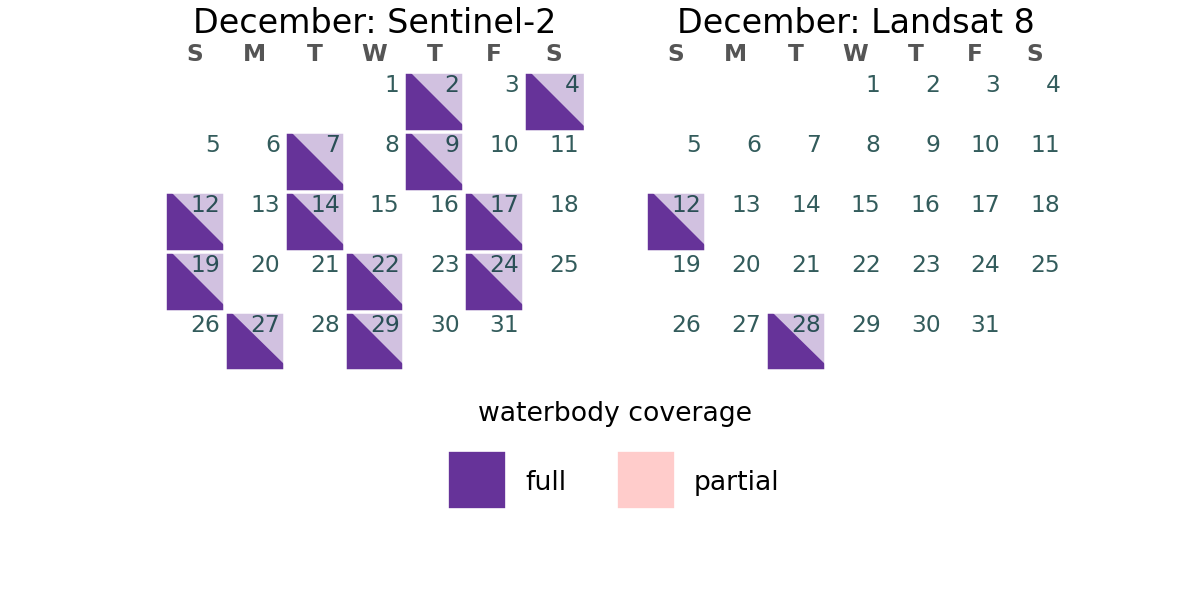 December: Sentinel-2
S M T W T F S
1 2 3 4
5 6 7 8 9 10 11
12 13 14 15 16 17 18
19 20 21 22 23 24 25
26 27 28 29 30 31
December: Landsat 8
S M T W T F S
1 2 3 4
5 6 7 8 9 10 11
12 13 14 15 16 17 18
19 20 21 22 23 24 25
26 27 28 29 30 31
waterbody coverage
full
partial